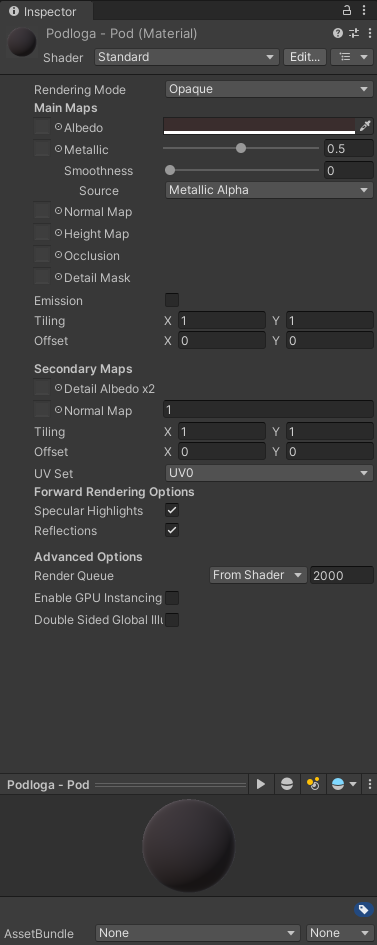 Inspector
Podloga - Pod (Material)
Shader Standard Edit...
Rendering Mode Opaque
Main Maps
Albedo
Metallic 0.5
Smoothness 0
Source Metallic Alpha
Normal Map
Height Map
Occlusion
Detail Mask
Emission
Tiling X 1 Y 1
Offset X 0 Y 0
Secondary Maps
Detail Albedo x2
Normal Map 1
Tiling X 1 Y 1
Offset X 0 Y 0
UV Set UV0
Forward Rendering Options
Specular Highlights
Reflections
Advanced Options
Render Queue From Shader 2000
Enable GPU Instancing
Double Sided Global Illu
Podloga - Pod
AssetBundle None None